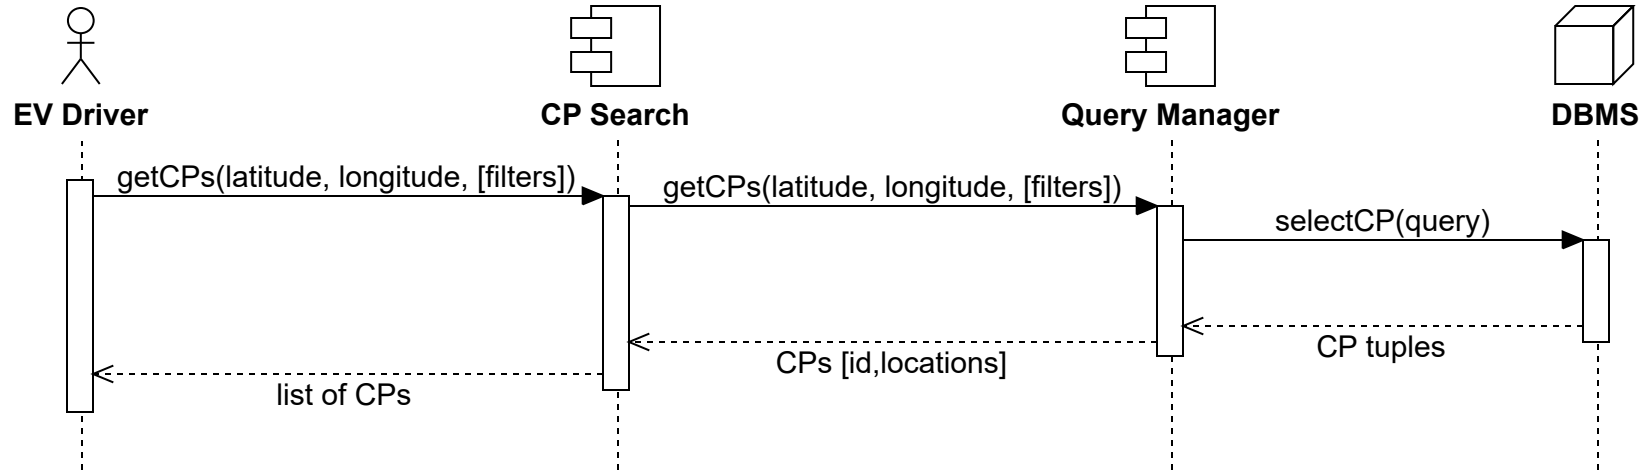 EV Driver
CP Search
Query Manager
DBMS
getCPs(latitude, longitude, [filters])
getCPs(latitude, longitude, [filters])
selectCP(query)
CP tuples
CPs [id,locations]
list of CPs